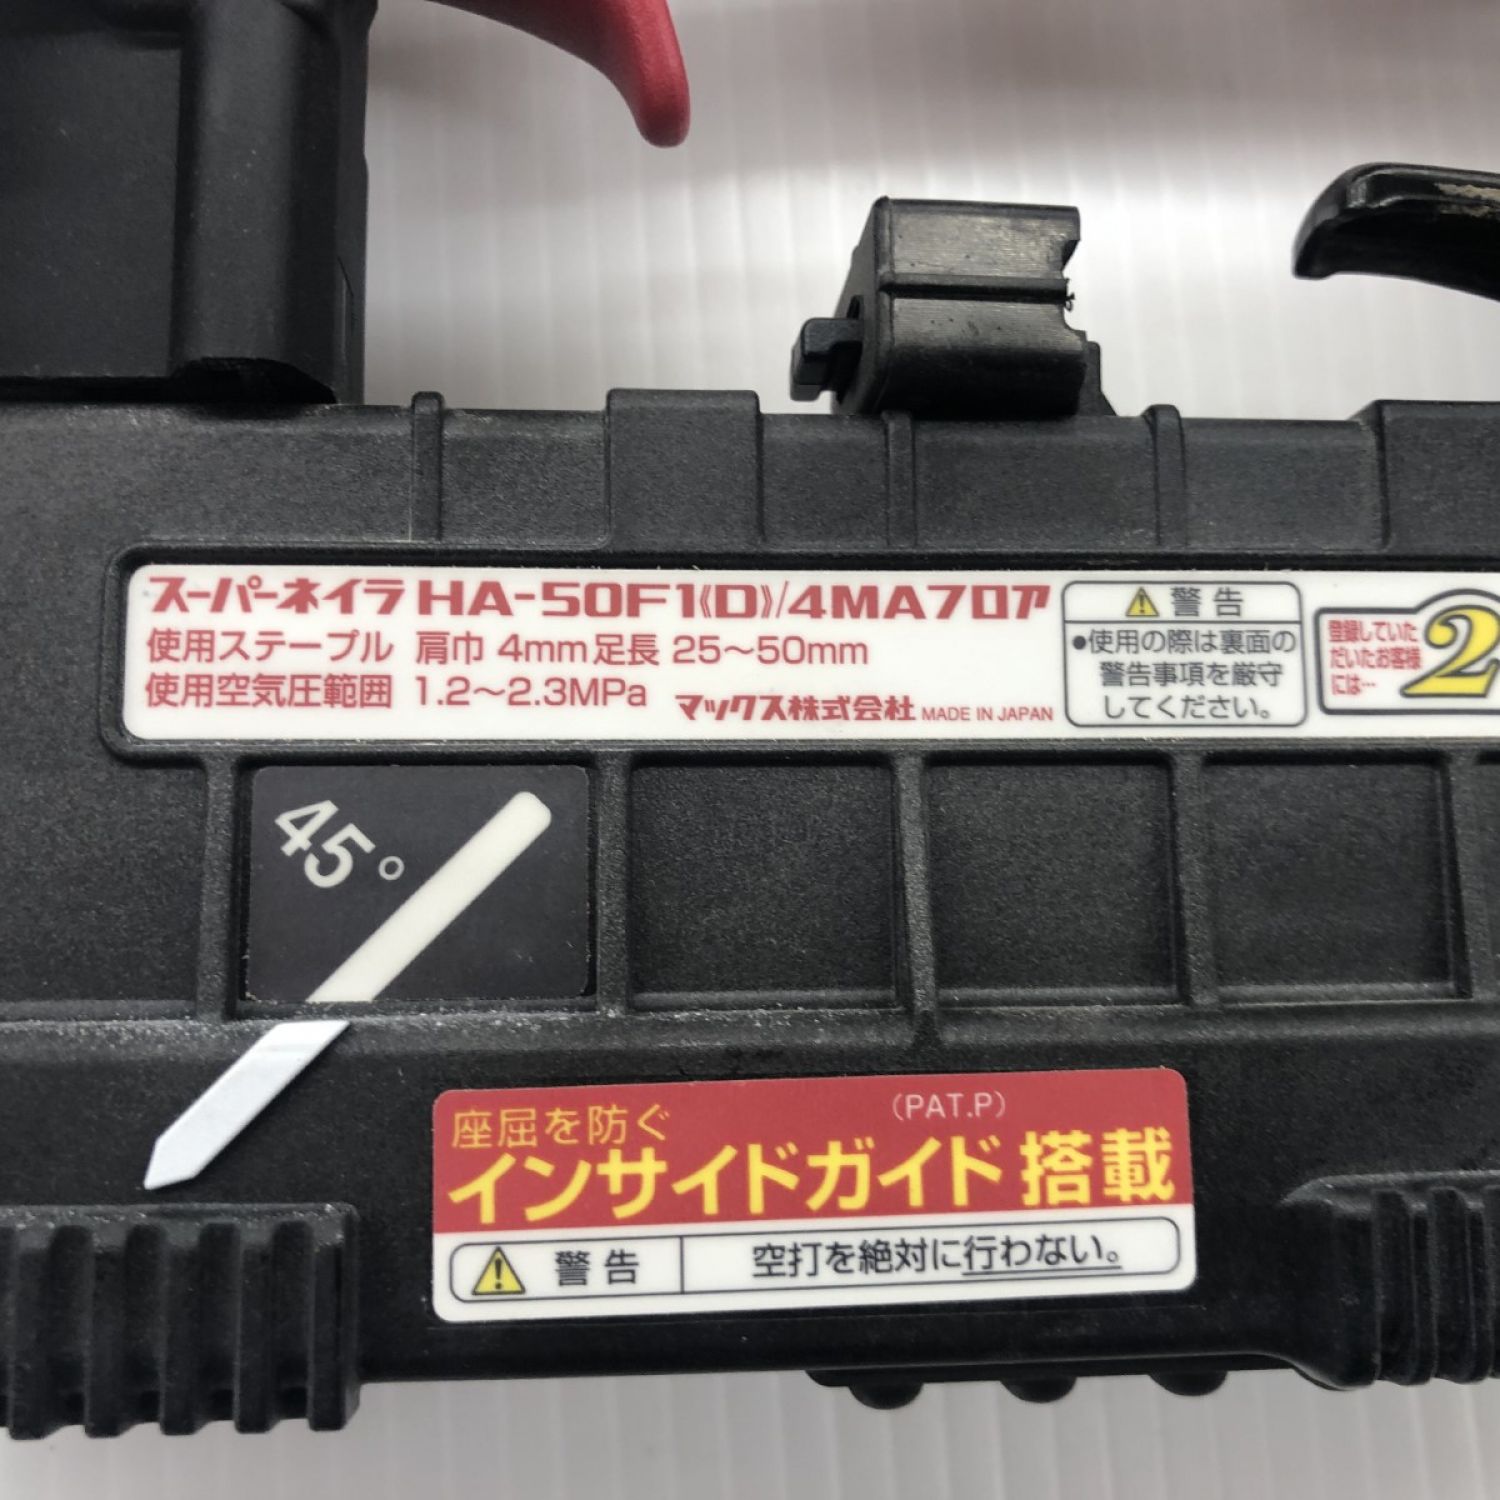 スーパーネイラ HA-50F1《D》/4MAフロア
使用ステープル 肩巾 4mm足長 25～50mm
使用空気圧範囲 1.2～2.3MPa マックス株式会社 MADE IN JAPAN
警告
●使用の際は裏面の
警告事項を厳守
してください。
登録していた
だいたお客様
には…
2
45°
座屈を防ぐ (PAT.P)
インサイドガイド搭載
警告 空打を絶対に行わない。